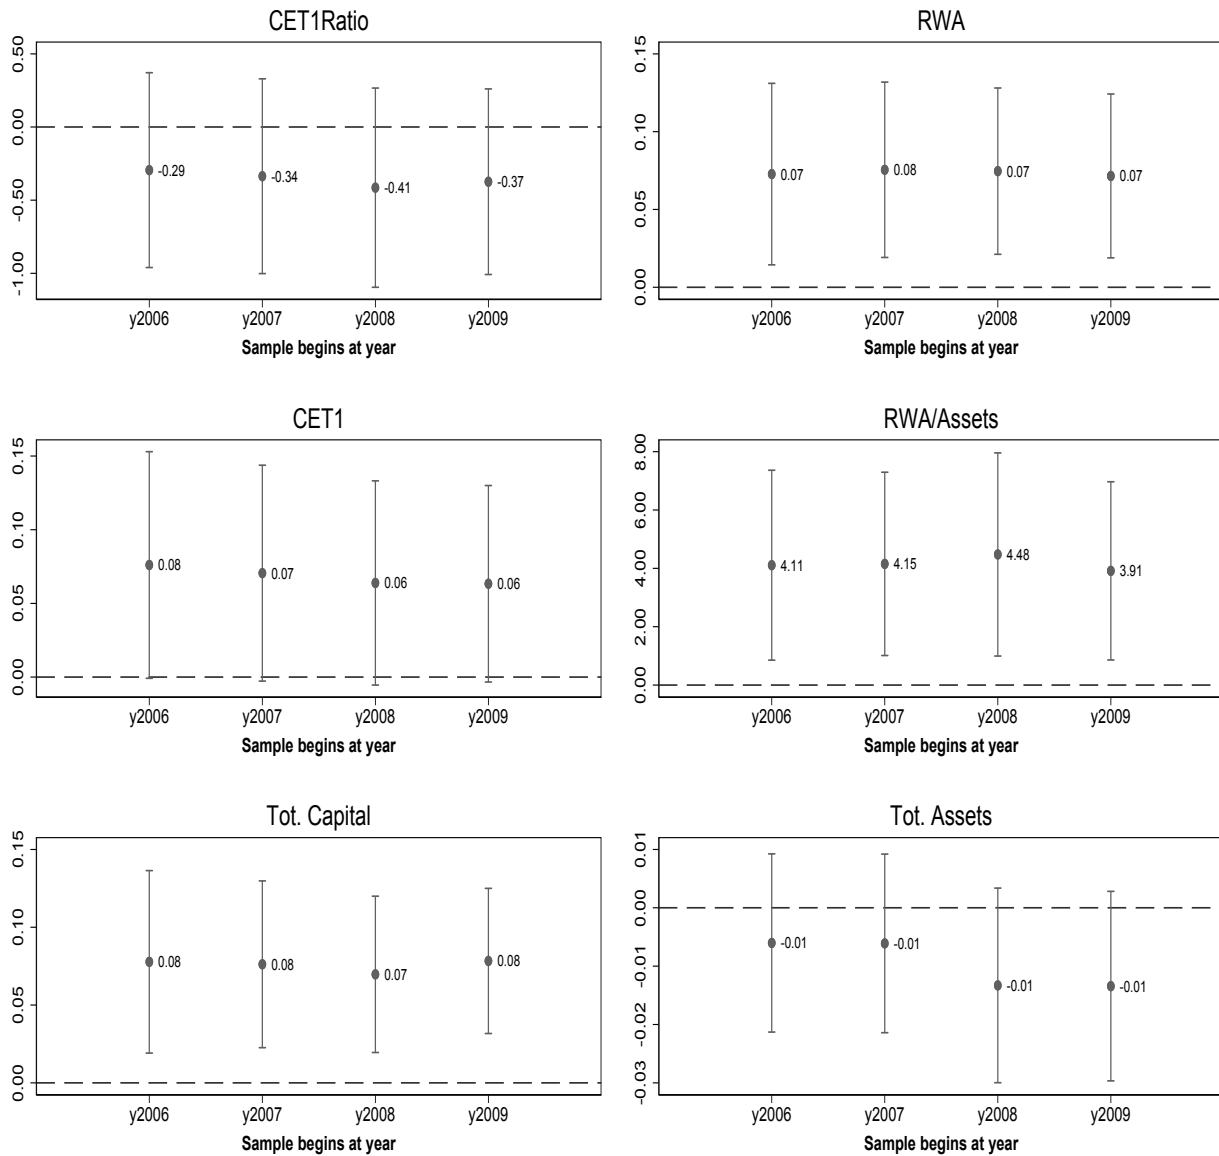 CET1Ratio
0.50
0.00
-0.50
-1.00
-0.29
-0.34
-0.41
-0.37
y2006 y2007 y2008 y2009
Sample begins at year
RWA
0.15
0.10
0.05
0.00
0.07
0.08
0.07
0.07
y2006 y2007 y2008 y2009
Sample begins at year
CET1
0.15
0.10
0.05
0.00
0.08
0.07
0.06
0.06
y2006 y2007 y2008 y2009
Sample begins at year
RWA/Assets
8.00
6.00
4.00
2.00
0.00
4.11
4.15
4.48
3.91
y2006 y2007 y2008 y2009
Sample begins at year
Tot. Capital
0.15
0.10
0.05
0.00
0.08
0.08
0.07
0.08
y2006 y2007 y2008 y2009
Sample begins at year
Tot. Assets
0.01
0.00
-0.01
-0.02
-0.03
-0.01
-0.01
-0.01
-0.01
y2006 y2007 y2008 y2009
Sample begins at year